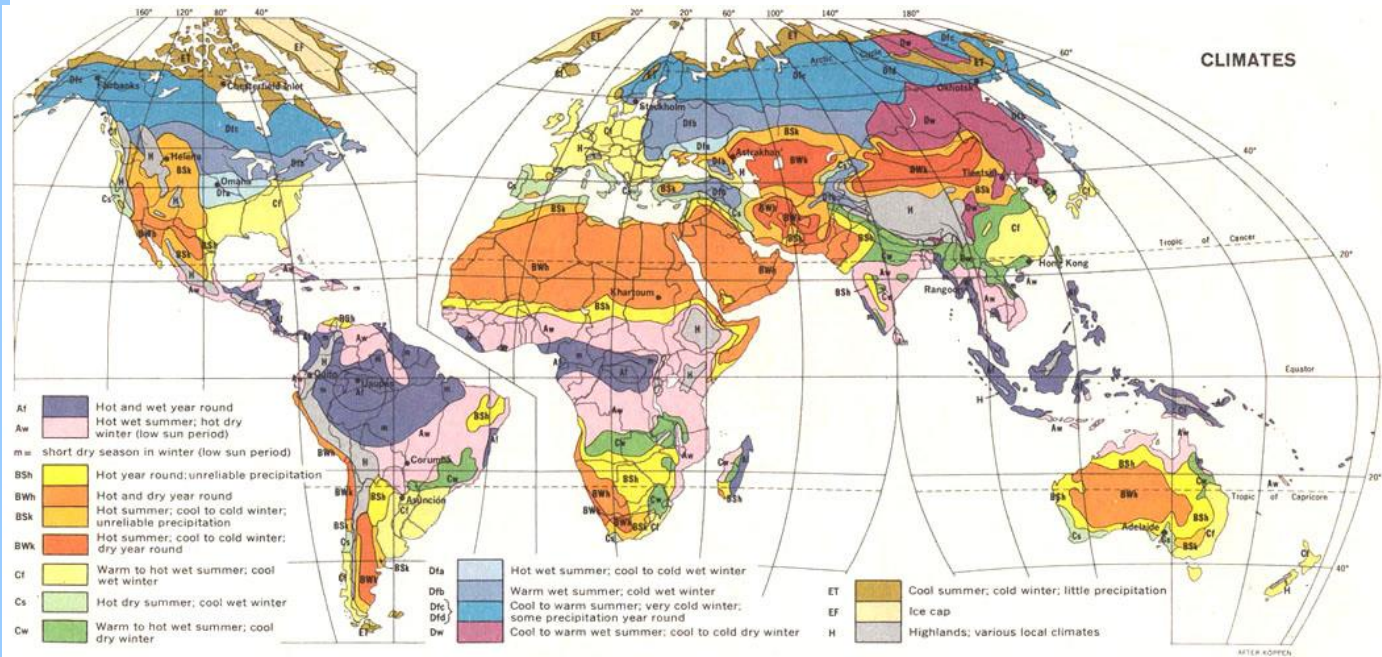 160° 120° 80° 40°
20° 20° 60° 100° 140° 180°
CLIMATES
60°
40°
20°
20°
40°
Arctic Circle
Tropic of Cancer
Equator
Tropic of Capricorn
Fairbanks
Chesterfield Inlet
Helena
Omaha
Quito
Uaupés
Corumbá
Asunción
Stockholm
Astrakhan'
Okhotsk
Tientsin
Hong Kong
Rangoon
Khartoum
Adelaide
Af Hot and wet year round
Aw Hot wet summer; hot dry
winter (low sun period)
m= short dry season in winter (low sun period)
BSh Hot year round; unreliable precipitation
BWh Hot and dry year round
BSk Hot summer; cool to cold winter;
unreliable precipitation
BWk Hot summer; cool to cold winter;
dry year round
Cf Warm to hot wet summer; cool
wet winter
Cs Hot dry summer; cool wet winter
Cw Warm to hot wet summer; cool
dry winter
Dfa Hot wet summer; cool to cold wet winter
Dfb Warm wet summer; cold wet winter
Dfc Cool to warm summer; very cold winter;
Dfd some precipitation year round
Dw Cool to warm wet summer; cool to cold dry winter
ET Cool summer; cold winter; little precipitation
EF Ice cap
H Highlands; various local climates
AFTER KÖPPEN